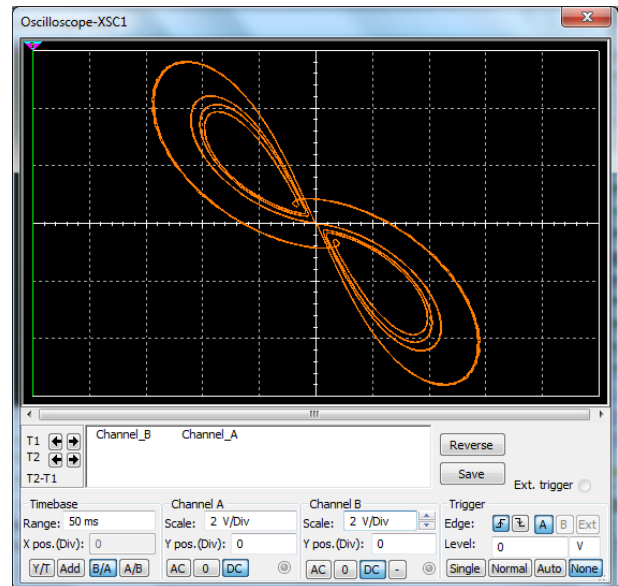 Oscilloscope-XSC1
T1
T2
T2-T1
Channel_B Channel_A
Reverse
Save
Ext. trigger
Timebase
Range: 50 ms
X pos.(Div): 0
Y/T Add B/A A/B
Channel A
Scale: 2 V/Div
Y pos.(Div): 0
AC 0 DC
Channel B
Scale: 2 V/Div
Y pos.(Div): 0
AC 0 DC -
Trigger
Edge: A B Ext
Level: 0 V
Single Normal Auto None